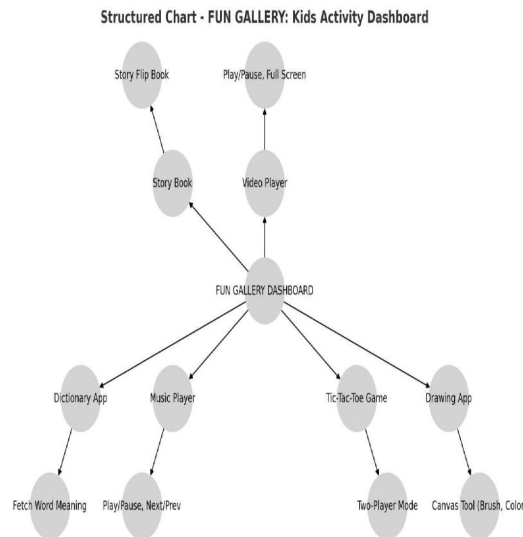 Structured Chart - FUN GALLERY: Kids Activity Dashboard
Story Flip Book
Play/Pause, Full Screen
Story Book
Video Player
FUN GALLERY DASHBOARD
Dictionary App
Music Player
Tic-Tac-Toe Game
Drawing App
Fetch Word Meaning
Play/Pause, Next/Prev
Two-Player Mode
Canvas Tool (Brush, Color